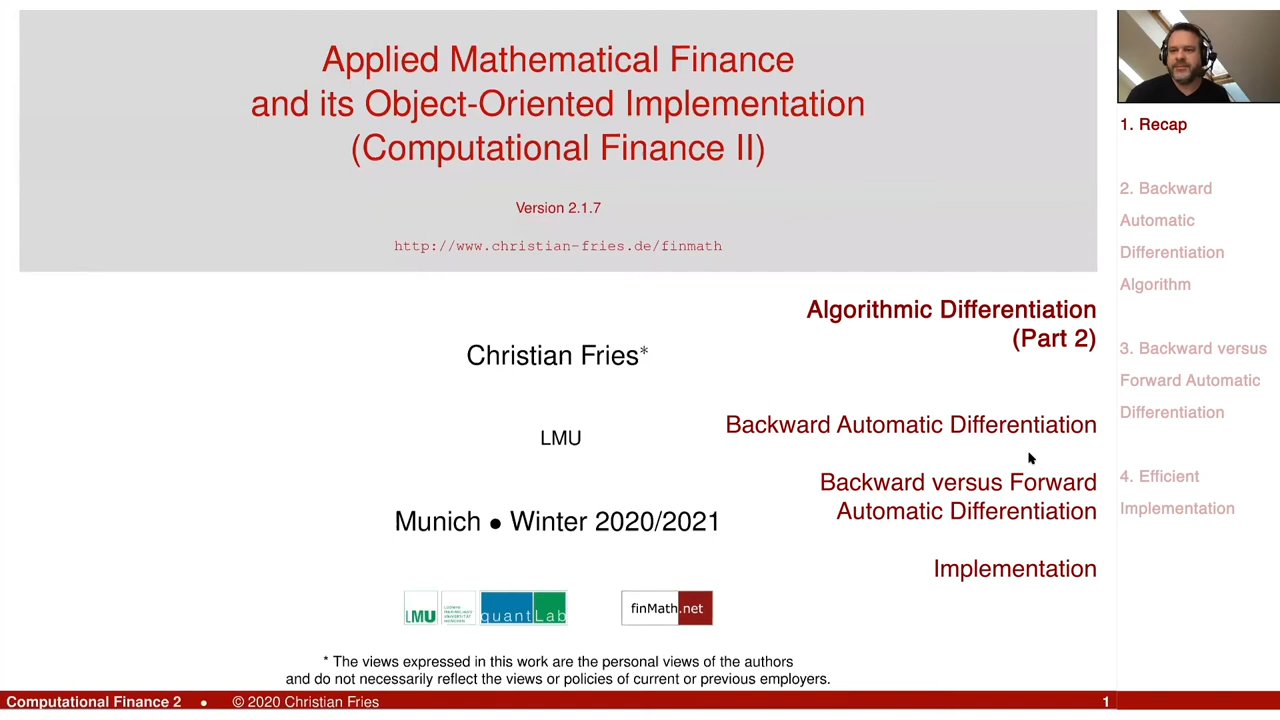 Applied Mathematical Finance
and its Object-Oriented Implementation
(Computational Finance II)
Version 2.1.7
http://www.christian-fries.de/finmath
Algorithmic Differentiation
(Part 2)
Christian Fries*
Backward Automatic Differentiation
LMU
Backward versus Forward
Automatic Differentiation
Munich • Winter 2020/2021
Implementation
LMU
quantLab
finMath.net
* The views expressed in this work are the personal views of the authors
and do not necessarily reflect the views or policies of current or previous employers.
Computational Finance 2 • © 2020 Christian Fries 1
1. Recap
2. Backward
Automatic
Differentiation
Algorithm
3. Backward versus
Forward Automatic
Differentiation
4. Efficient
Implementation